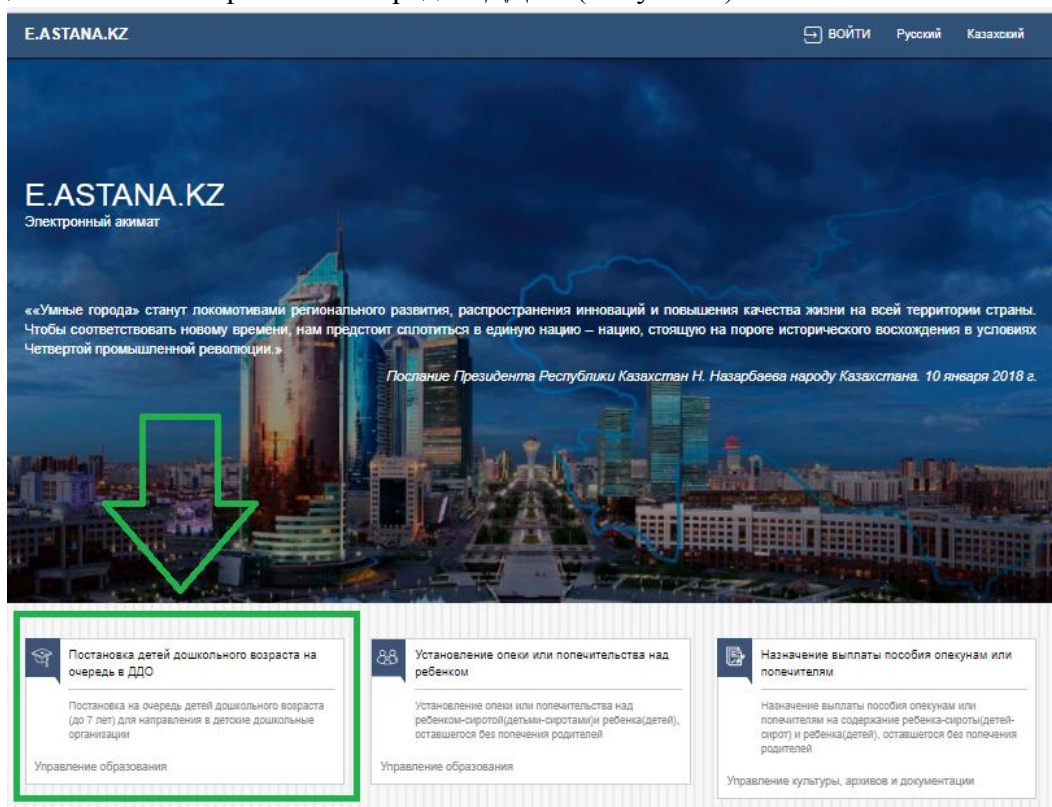 E.ASTANA.KZ ВОЙТИ Русский Казахский
E.ASTANA.KZ
Электронный акимат
««Умные города» станут локомотивами регионального развития, распространения инноваций и повышения качества жизни на всей территории страны.
Чтобы соответствовать новому времени, нам предстоит сплотиться в единую нацию – нацию, стоящую на пороге исторического восхождения в условиях
Четвертой промышленной революции.»
Послание Президента Республики Казахстан Н. Назарбаева народу Казахстана. 10 января 2018 г.
Постановка детей дошкольного возраста на
очередь в ДДО
Постановка на очередь детей дошкольного возраста
(до 7 лет) для направления в детские дошкольные
организации
Управление образования
Установление опеки или попечительства над
ребенком
Установление опеки или попечительства над
ребенком-сиротой(детьми-сиротами)и ребенка(детей),
оставшегося без попечения родителей
Управление образования
Назначение выплаты пособия опекунам или
попечителям
Назначение выплаты пособия опекунам или
попечителям на содержание ребенка-сироты(детей-
сирот) и ребенка(детей), оставшегося без попечения
родителей
Управление культуры, архивов и документации